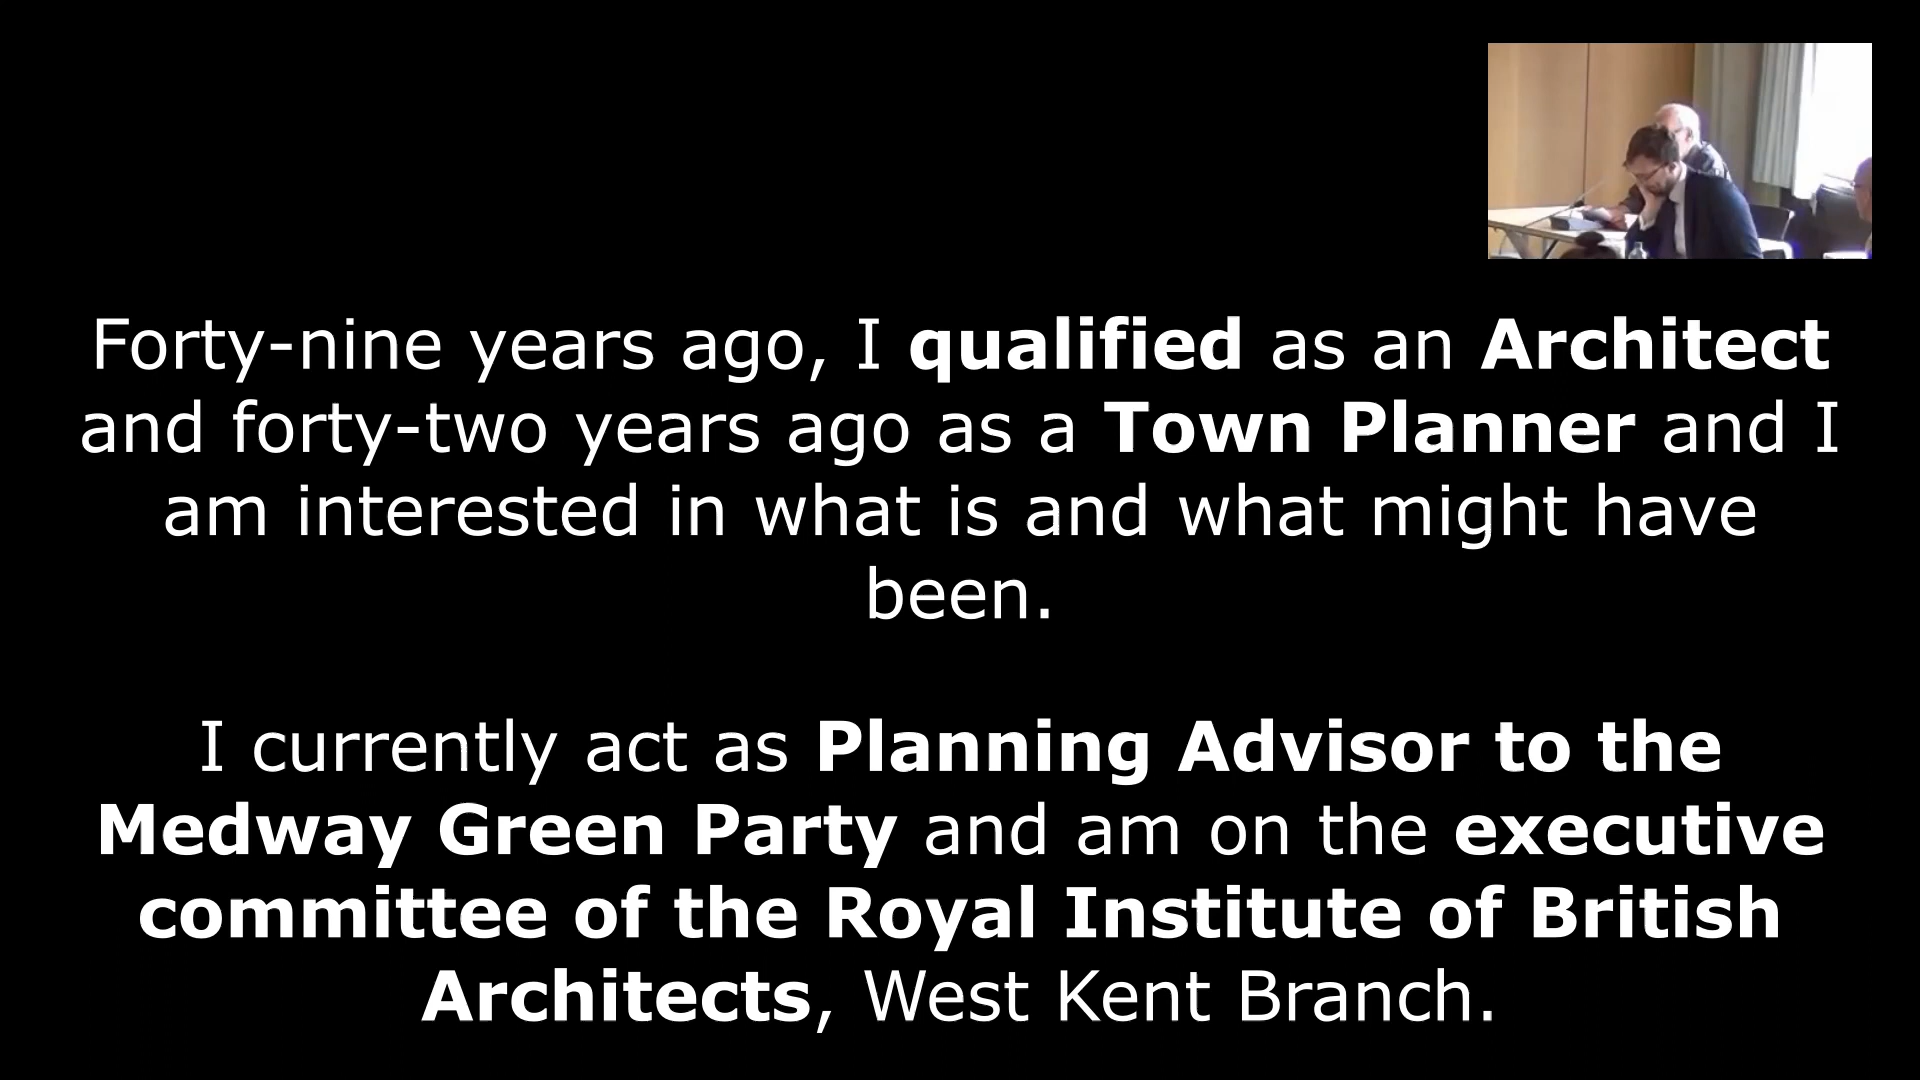 Forty-nine years ago, I qualified as an Architect
and forty-two years ago as a Town Planner and I
am interested in what is and what might have
been.
I currently act as Planning Advisor to the
Medway Green Party and am on the executive
committee of the Royal Institute of British
Architects, West Kent Branch.